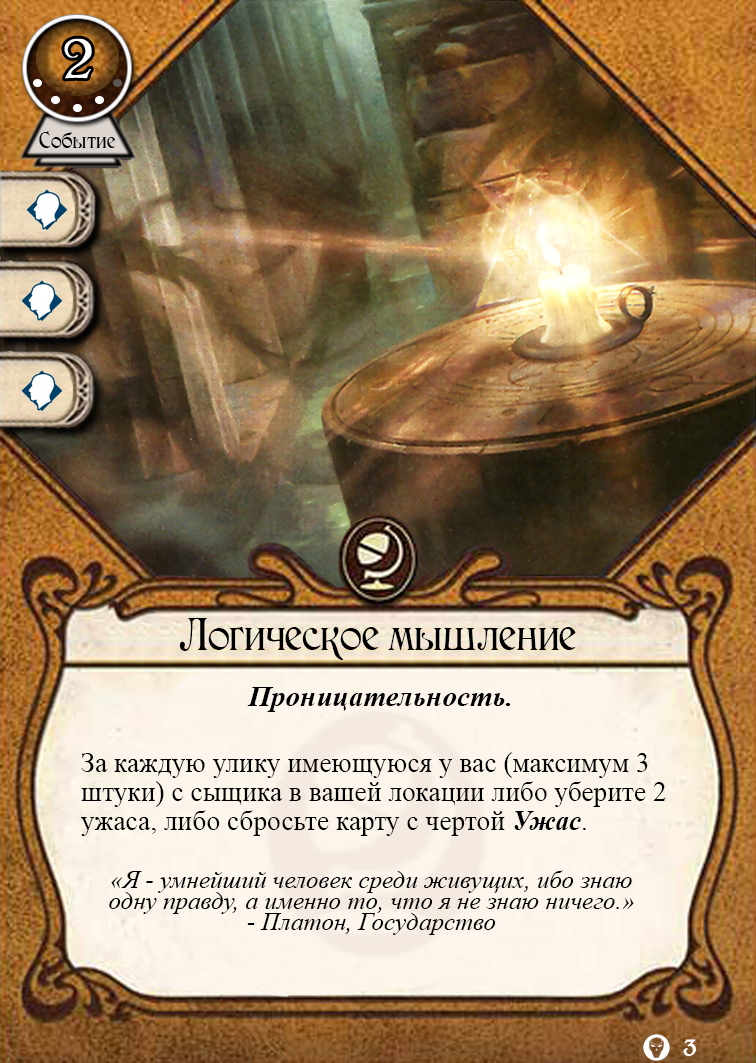 2
Событие
Логическое мышление
Проницательность.
За каждую улику имеющуюся у вас (максимум 3
штуки) с сыщика в вашей локации либо уберите 2
ужаса, либо сбросьте карту с чертой Ужас.
«Я - умнейший человек среди живущих, ибо знаю
одну правду, а именно то, что я не знаю ничего.»
- Платон, Государство
3